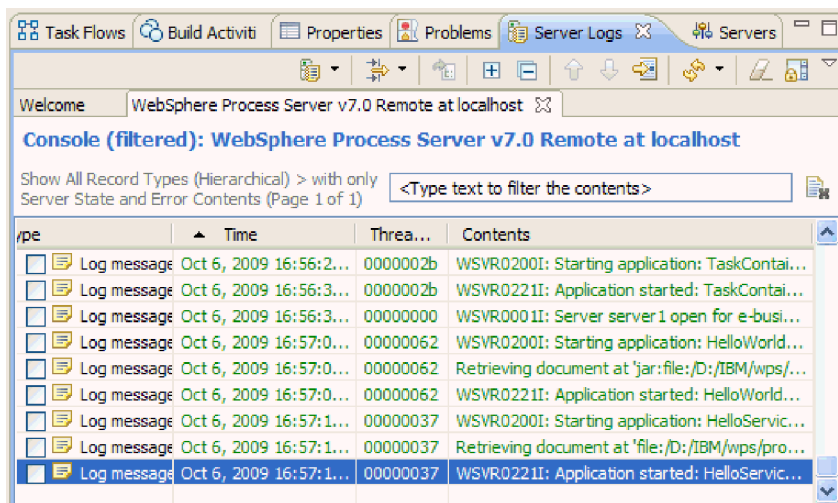 Task Flows Build Activiti Properties Problems Server Logs Servers
Welcome WebSphere Process Server v7.0 Remote at localhost
Console (filtered): WebSphere Process Server v7.0 Remote at localhost
Show All Record Types (Hierarchical) > with only
Server State and Error Contents (Page 1 of 1)
<Type text to filter the contents>
ype Time Threa... Contents
Log message Oct 6, 2009 16:56:2... 0000002b WSVR0200I: Starting application: TaskContai...
Log message Oct 6, 2009 16:56:3... 0000002b WSVR0221I: Application started: TaskContai...
Log message Oct 6, 2009 16:56:3... 00000000 WSVR0001I: Server server1 open for e-busi...
Log message Oct 6, 2009 16:57:0... 00000062 WSVR0200I: Starting application: HelloWorld...
Log message Oct 6, 2009 16:57:0... 00000062 Retrieving document at 'jar:file:/D:/IBM/wps/...
Log message Oct 6, 2009 16:57:0... 00000062 WSVR0221I: Application started: HelloWorld...
Log message Oct 6, 2009 16:57:1... 00000037 WSVR0200I: Starting application: HelloServic...
Log message Oct 6, 2009 16:57:1... 00000037 Retrieving document at 'file:/D:/IBM/wps/pro...
Log message Oct 6, 2009 16:57:1... 00000037 WSVR0221I: Application started: HelloServic...